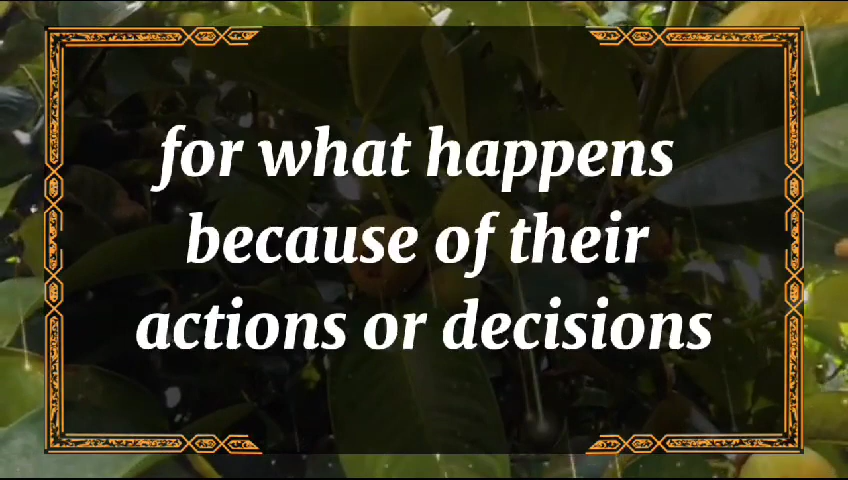 for what happens
because of their
actions or decisions